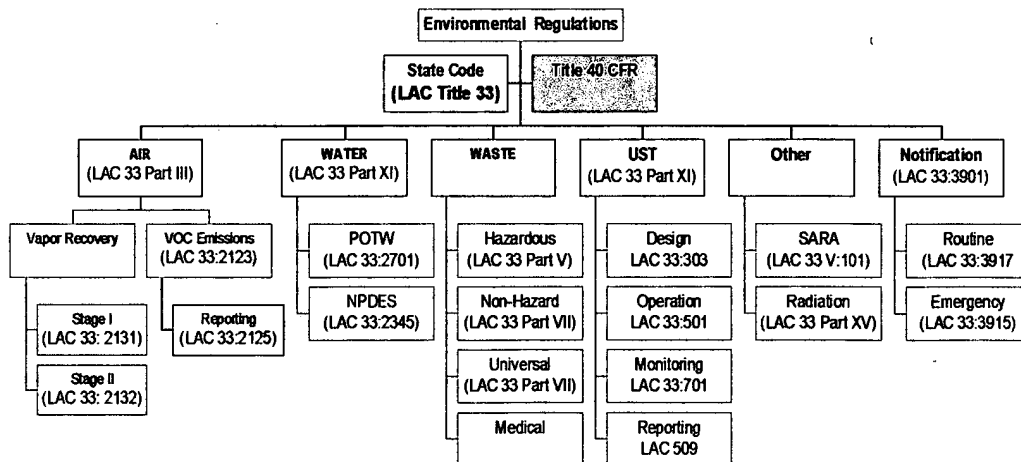 Environmental Regulations
State Code
(LAC Title 33)
Title 40 CFR
AIR
(LAC 33 Part III)
WATER
(LAC 33 Part XI)
WASTE
UST
(LAC 33 Part XI)
Other
Notification
(LAC 33:3901)
Vapor Recovery
VOC Emissions
(LAC 33:2123)
Stage I
(LAC 33: 2131)
Stage II
(LAC 33: 2132)
Reporting
(LAC 33:2125)
POTW
(LAC 33:2701)
NPDES
(LAC 33:2345)
Hazardous
(LAC 33 Part V)
Non-Hazard
(LAC 33 Part VII)
Universal
(LAC 33 Part VII)
Medical
Design
LAC 33:303
Operation
LAC 33:501
Monitoring
LAC 33:701
Reporting
LAC 509
SARA
(LAC 33 V:101)
Radiation
(LAC 33 Part XV)
Routine
(LAC 33:3917
Emergency
(LAC 33:3915)